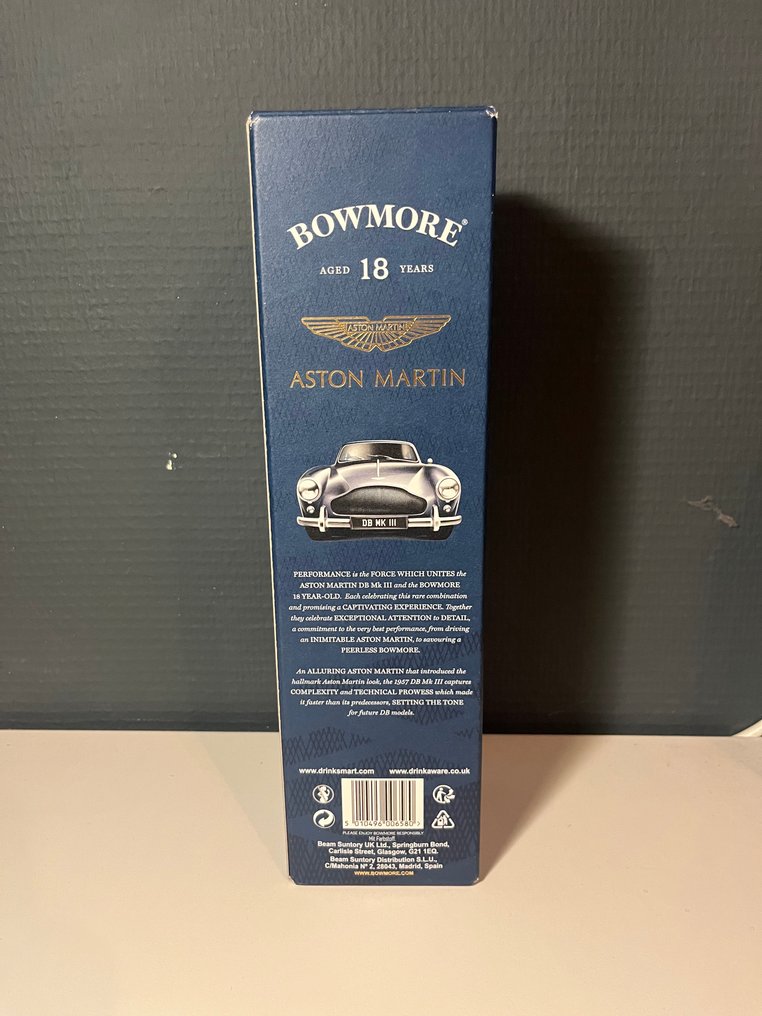 BOWMORE®
AGED 18 YEARS
ASTON MARTIN
ASTON MARTIN
DB MK III
PERFORMANCE is the FORCE WHICH UNITES the
ASTON MARTIN DB Mk III and the BOWMORE
18 YEAR-OLD. Each celebrating this rare combination
and promising a CAPTIVATING EXPERIENCE. Together
they celebrate EXCEPTIONAL ATTENTION to DETAIL,
a commitment to the very best performance, from driving
an INIMITABLE ASTON MARTIN, to savouring a
PEERLESS BOWMORE.
An ALLURING ASTON MARTIN that introduced the
hallmark Aston Martin look, the 1957 DB Mk III captures
COMPLEXITY and TECHNICAL PROWESS which made
it faster than its predecessors, SETTING THE TONE
for future DB models.
www.drinksmart.com www.drinkaware.co.uk
5 010496 006580 >
PLEASE ENJOY BOWMORE RESPONSIBLY
Mit Farbstoff
Beam Suntory UK Ltd., Springburn Bond,
Carlisle Street, Glasgow, G21 1EQ.
Beam Suntory Distribution S.L.U.,
C/Mahonia Nº 2, 28043, Madrid, Spain
WWW.BOWMORE.COM